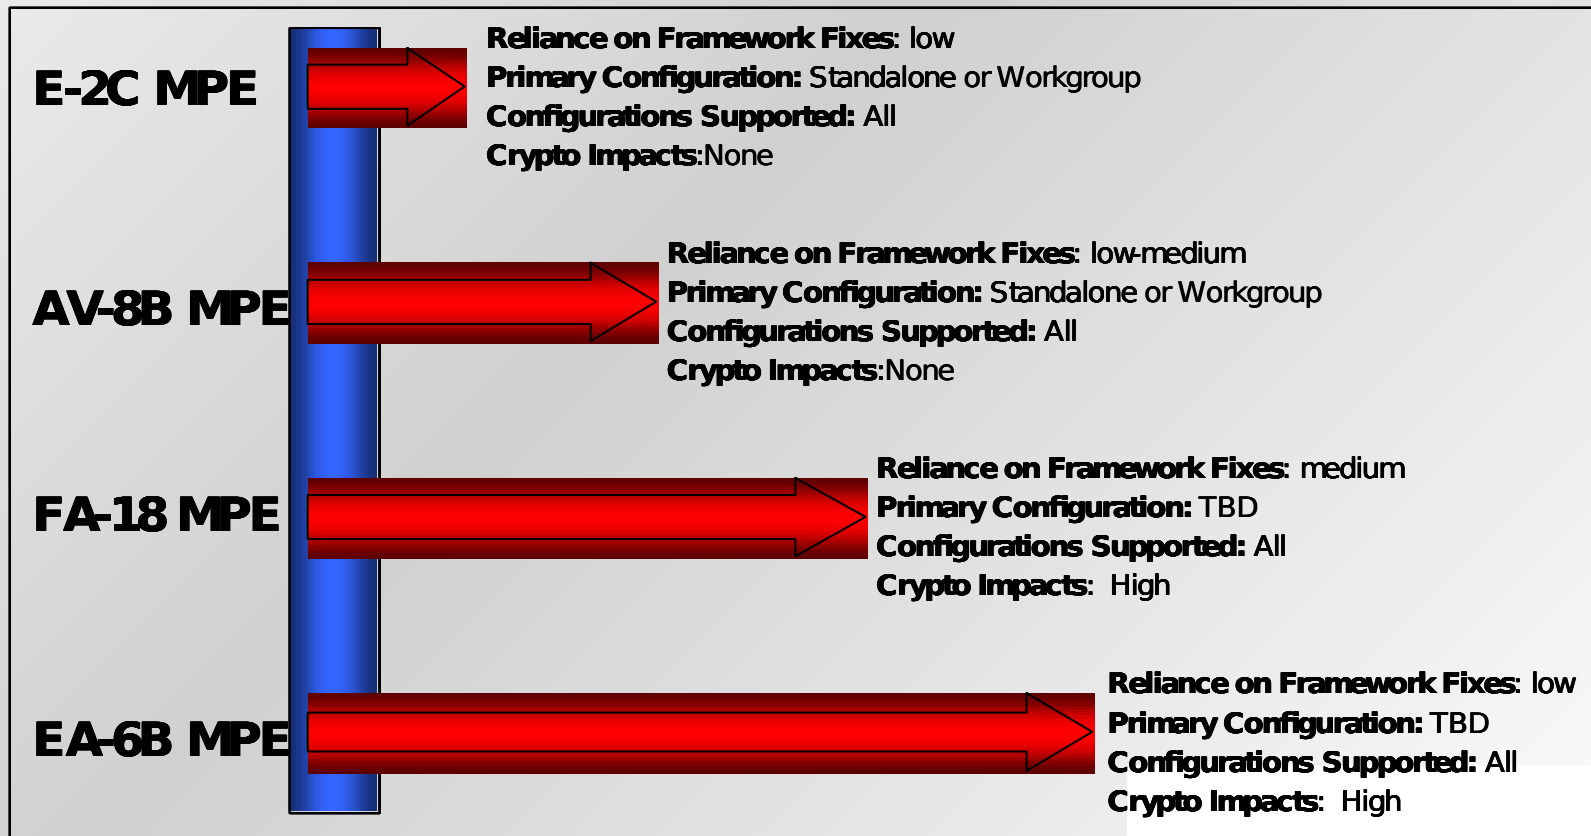 E-2C MPE
Reliance on Framework Fixes: low
Primary Configuration: Standalone or Workgroup
Configurations Supported: All
Crypto Impacts:None
AV-8B MPE
Reliance on Framework Fixes: low-medium
Primary Configuration: Standalone or Workgroup
Configurations Supported: All
Crypto Impacts:None
FA-18 MPE
Reliance on Framework Fixes: medium
Primary Configuration: TBD
Configurations Supported: All
Crypto Impacts: High
EA-6B MPE
Reliance on Framework Fixes: low
Primary Configuration: TBD
Configurations Supported: All
Crypto Impacts: High